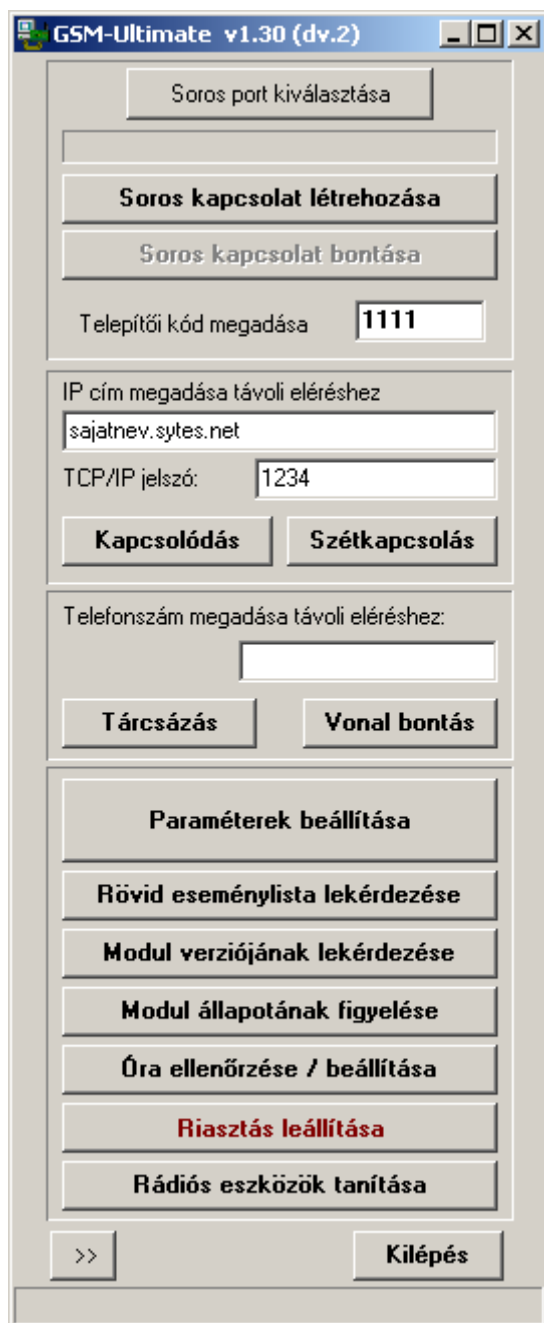 GSM-Ultimate v1.30 (dv.2)
Soros port kiválasztása
Soros kapcsolat létrehozása
Soros kapcsolat bontása
Telepítői kód megadása 1111
IP cím megadása távoli eléréshez
sajatnev.sytes.net
TCP/IP jelszó: 1234
Kapcsolódás Szétkapcsolás
Telefonszám megadása távoli eléréshez:
Tárcsázás Vonal bontás
Paraméterek beállítása
Rövid eseménylista lekérdezése
Modul verziójának lekérdezése
Modul állapotának figyelése
Óra ellenőrzése / beállítása
Riasztás leállítása
Rádiós eszközök tanítása
>> Kilépés